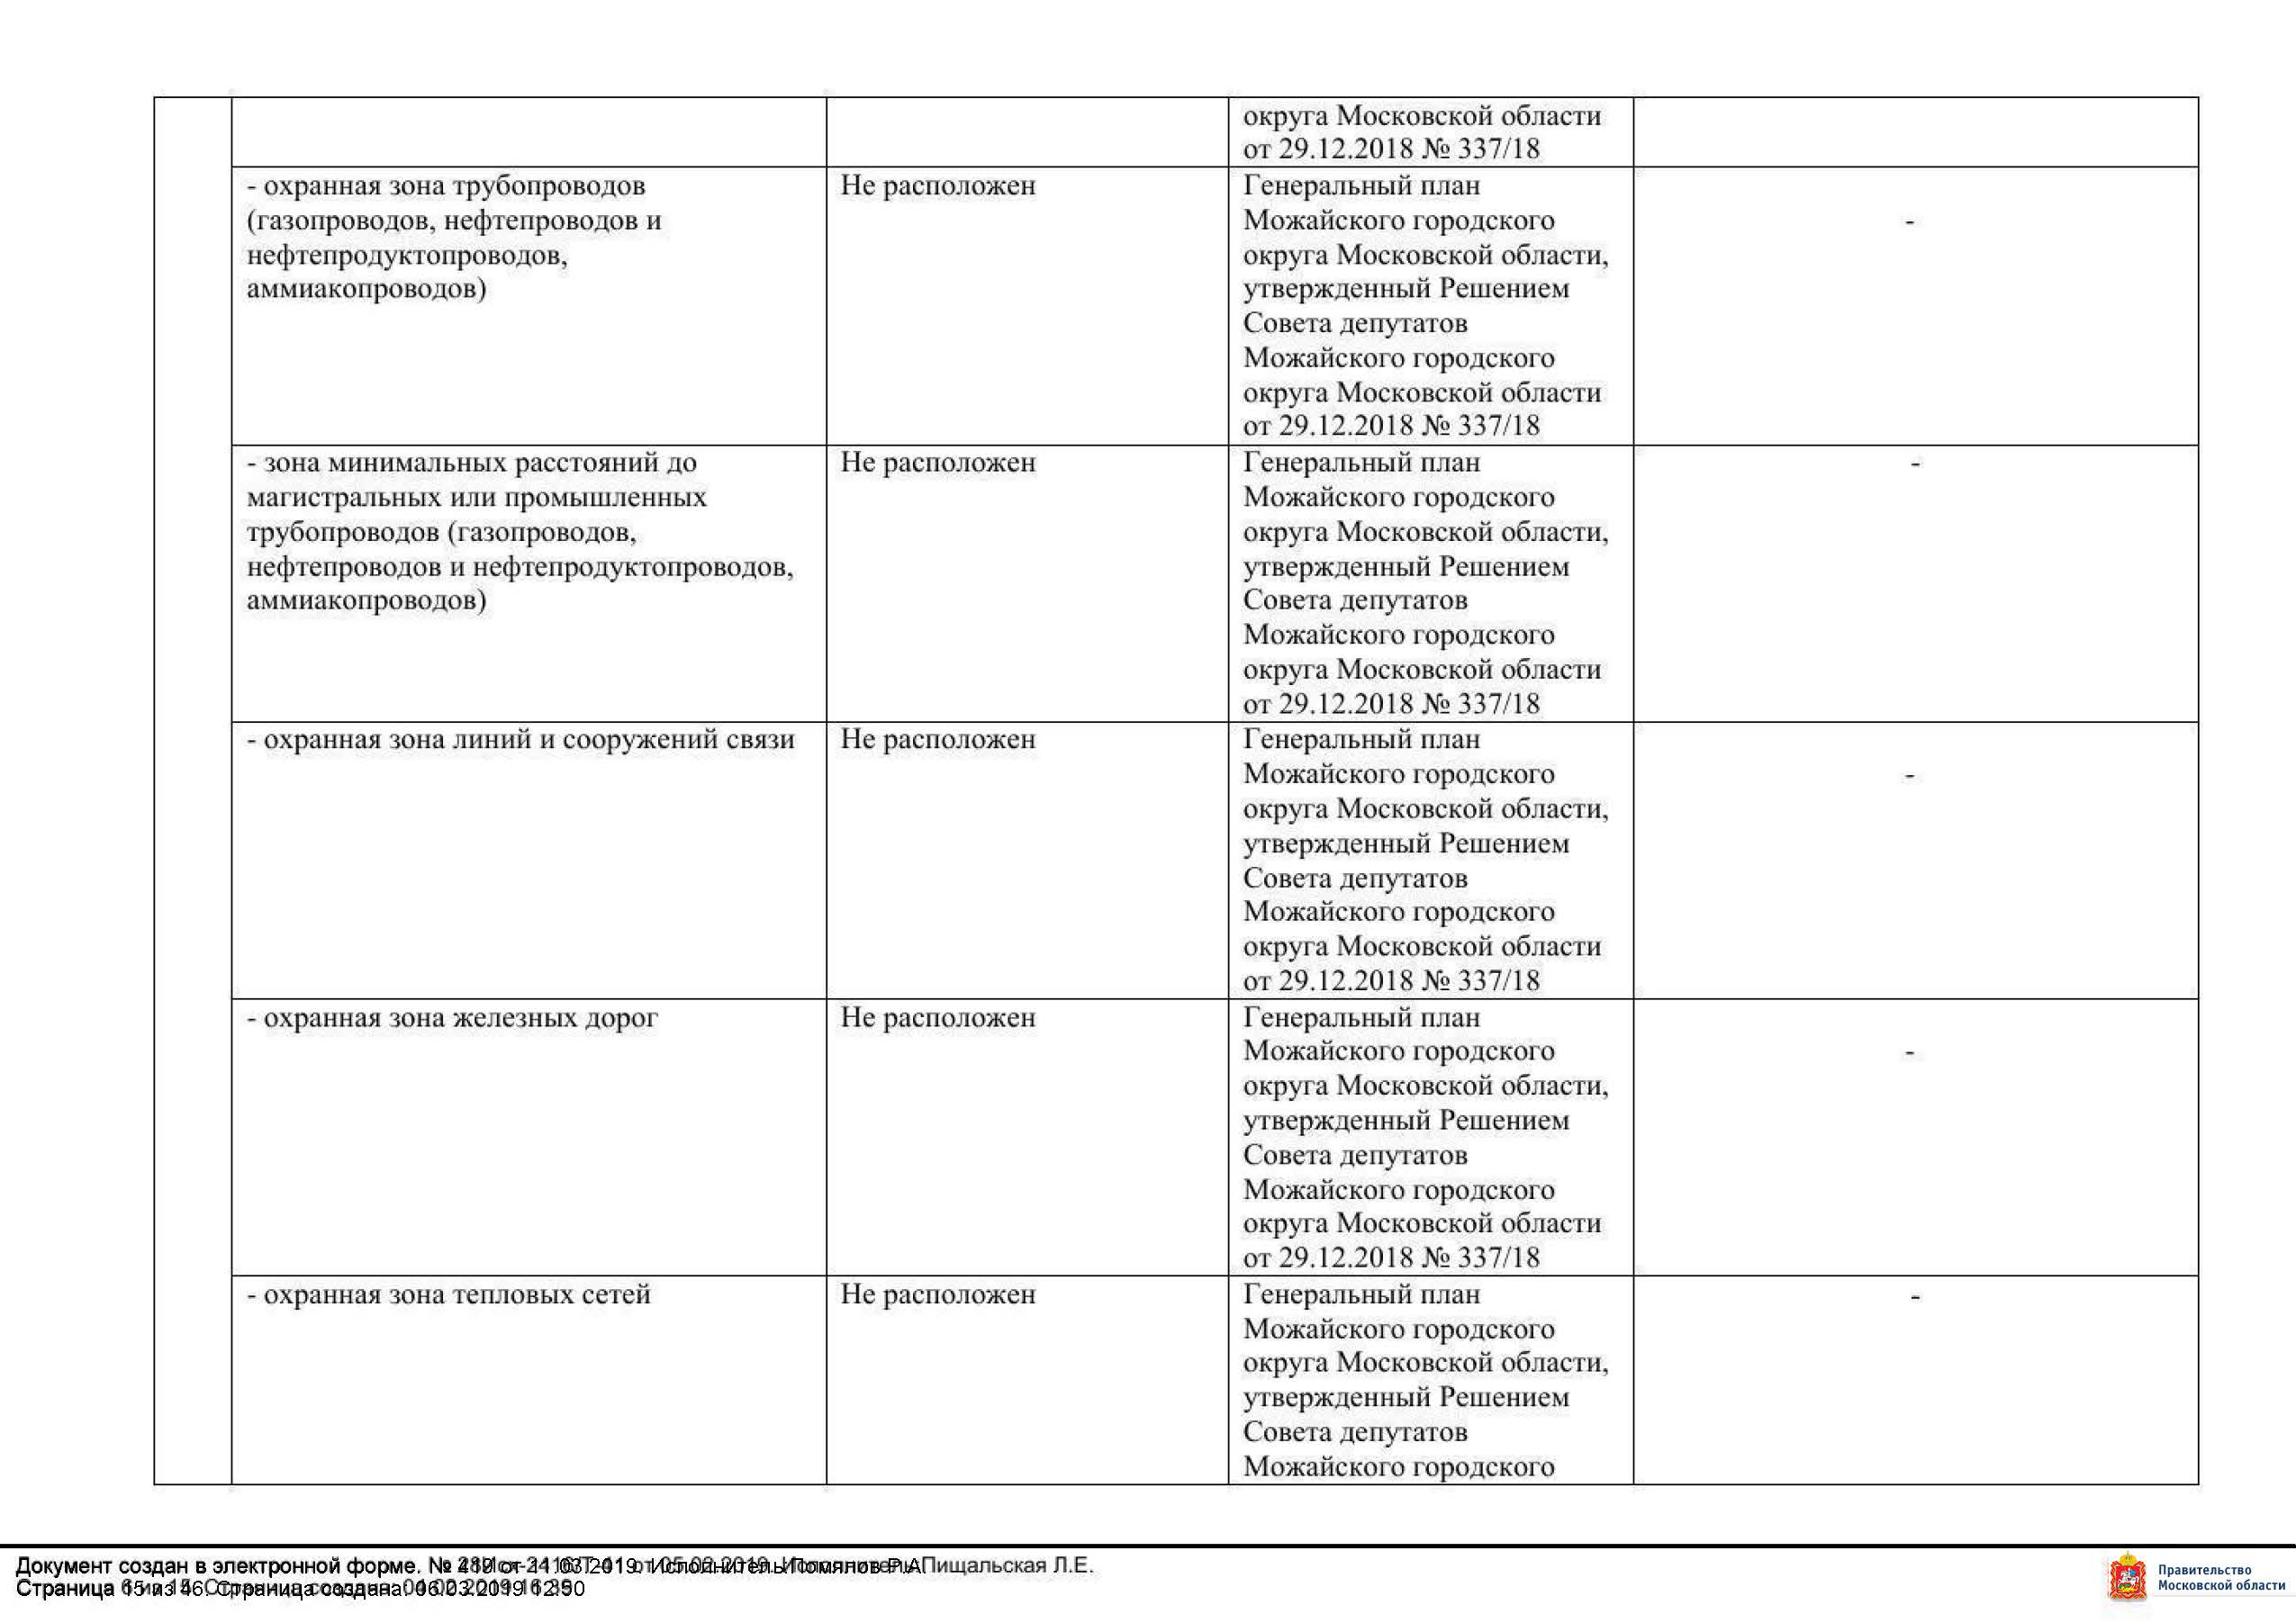 округа Московской области
от 29.12.2018 № 337/18
- охранная зона трубопроводов
(газопроводов, нефтепроводов и
нефтепродуктопроводов,
аммиакопроводов)
Не расположен
Генеральный план
Можайского городского
округа Московской области,
утвержденный Решением
Совета депутатов
Можайского городского
округа Московской области
от 29.12.2018 № 337/18
-
- зона минимальных расстояний до
магистральных или промышленных
трубопроводов (газопроводов,
нефтепроводов и нефтепродуктопроводов,
аммиакопроводов)
Не расположен
Генеральный план
Можайского городского
округа Московской области,
утвержденный Решением
Совета депутатов
Можайского городского
округа Московской области
от 29.12.2018 № 337/18
-
- охранная зона линий и сооружений связи
Не расположен
Генеральный план
Можайского городского
округа Московской области,
утвержденный Решением
Совета депутатов
Можайского городского
округа Московской области
от 29.12.2018 № 337/18
-
- охранная зона железных дорог
Не расположен
Генеральный план
Можайского городского
округа Московской области,
утвержденный Решением
Совета депутатов
Можайского городского
округа Московской области
от 29.12.2018 № 337/18
-
- охранная зона тепловых сетей
Не расположен
Генеральный план
Можайского городского
округа Московской области,
утвержденный Решением
Совета депутатов
Можайского городского
-
Документ создан в электронной форме. № Пищальская Л.Е.
Страница
Правительство
Московской области